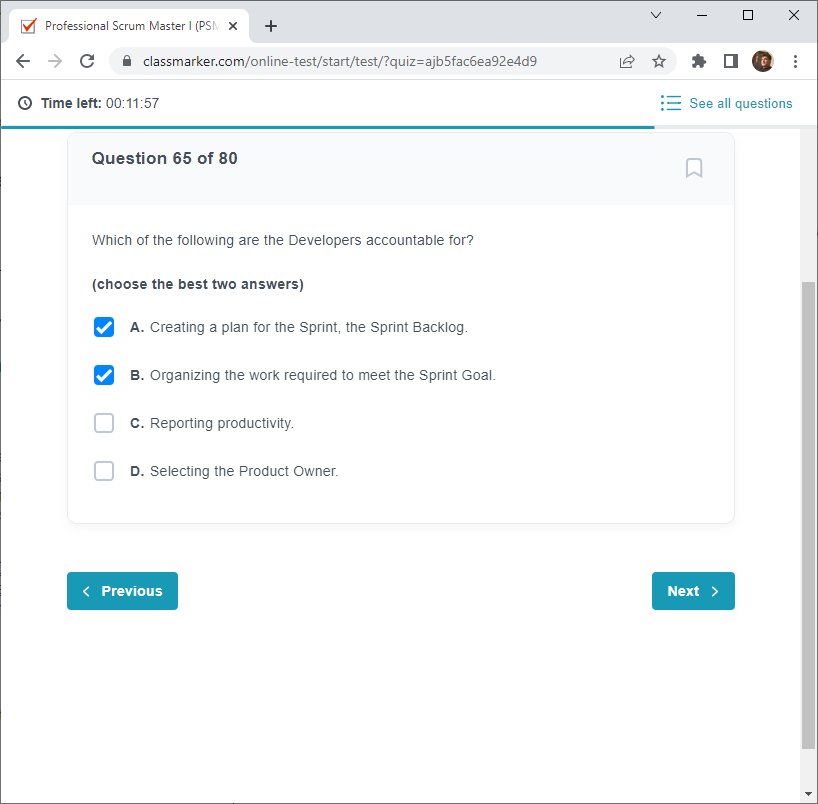 Professional Scrum Master I (PSM
classmarker.com/online-test/start/test/?quiz=ajb5fac6ea92e4d9
Time left: 00:11:57
See all questions
Question 65 of 80
Which of the following are the Developers accountable for?
(choose the best two answers)
A. Creating a plan for the Sprint, the Sprint Backlog.
B. Organizing the work required to meet the Sprint Goal.
C. Reporting productivity.
D. Selecting the Product Owner.
Previous
Next